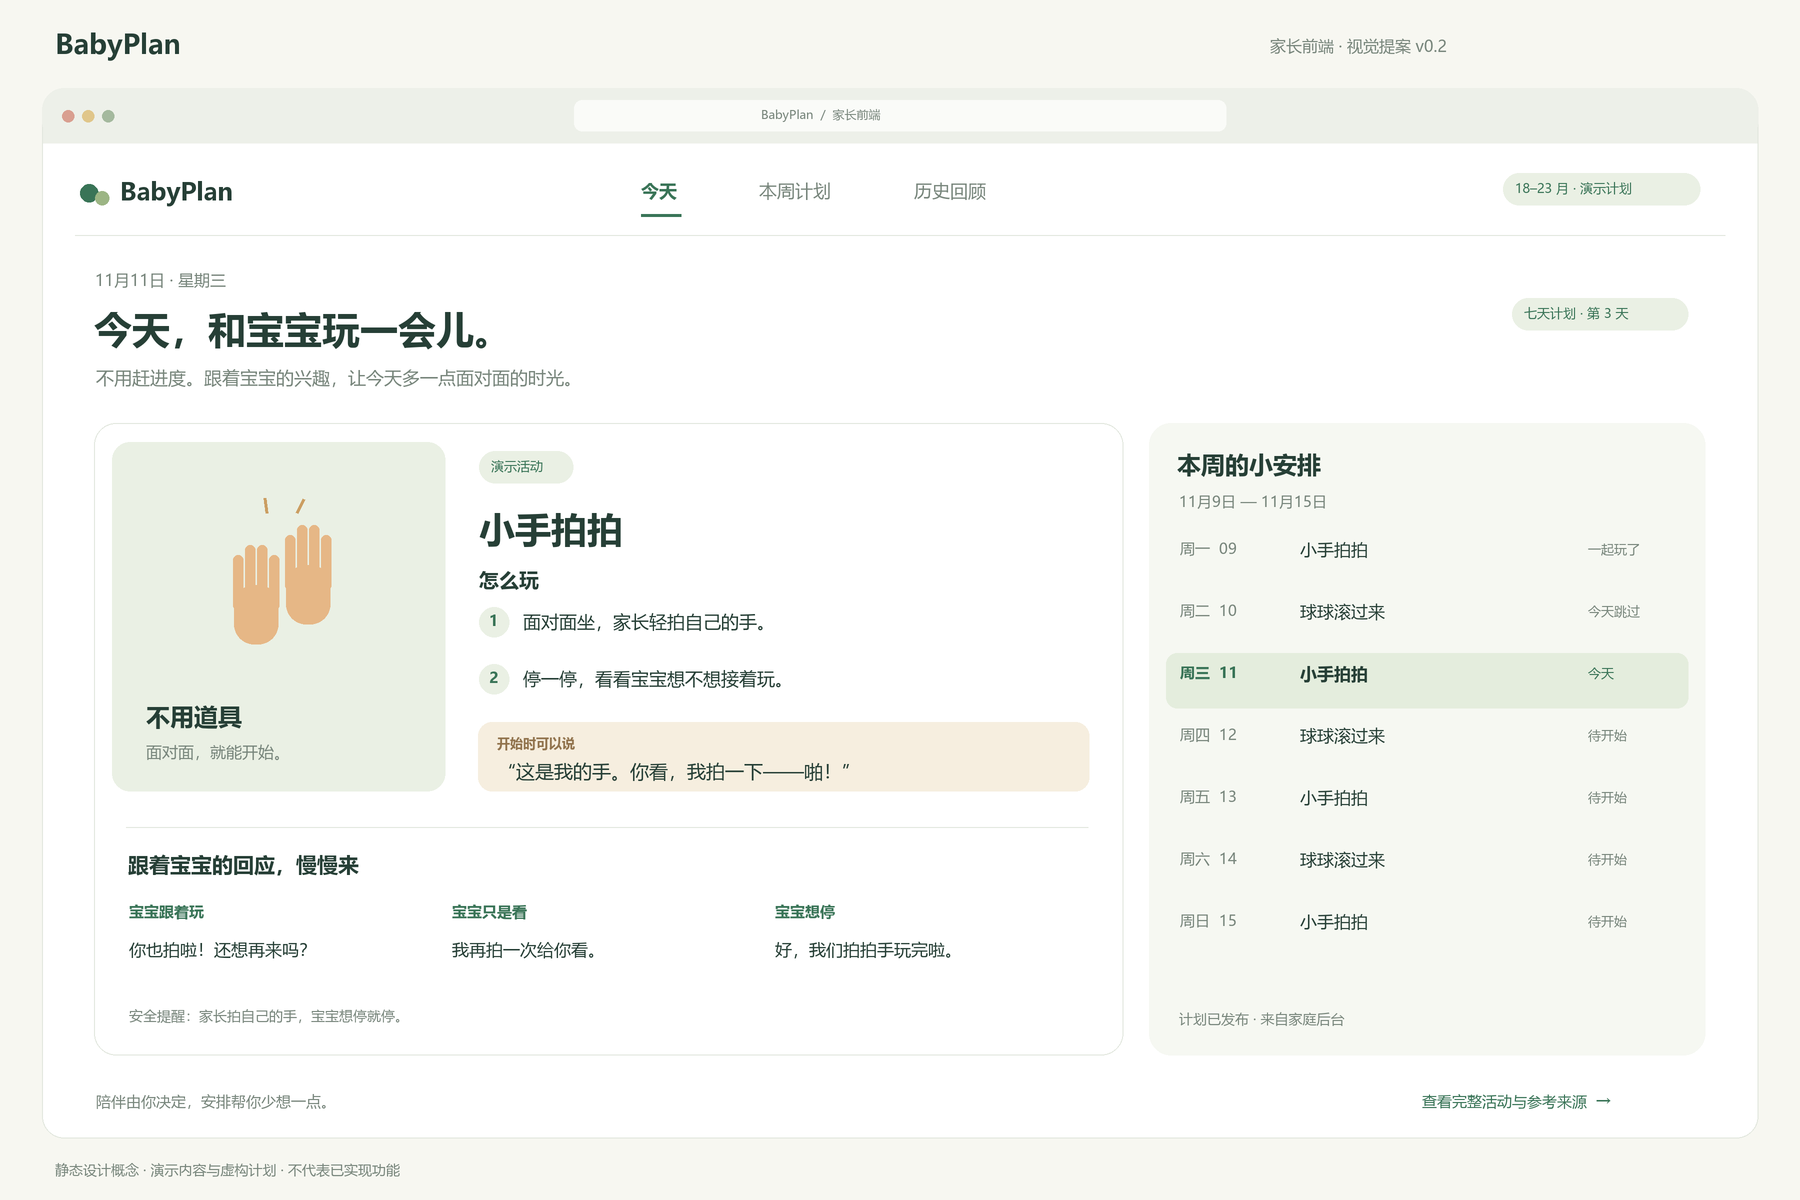 BabyPlan
家长前端 · 视觉提案 v0.2
BabyPlan / 家长前端
BabyPlan
今天
本周计划
历史回顾
18–23 月 · 演示计划
11月11日 · 星期三
今天，和宝宝玩一会儿。
不用赶进度。跟着宝宝的兴趣，让今天多一点面对面的时光。
七天计划 · 第 3 天
不用道具
面对面，就能开始。
演示活动
小手拍拍
怎么玩
1 面对面坐，家长轻拍自己的手。
2 停一停，看看宝宝想不想接着玩。
开始时可以说
“这是我的手。你看，我拍一下——啪！”
跟着宝宝的回应，慢慢来
宝宝跟着玩
你也拍啦！还想再来吗？
宝宝只是看
我再拍一次给你看。
宝宝想停
好，我们拍拍手玩完啦。
安全提醒：家长拍自己的手，宝宝想停就停。
本周的小安排
11月9日 — 11月15日
周一 09 小手拍拍 一起玩了
周二 10 球球滚过来 今天跳过
周三 11 小手拍拍 今天
周四 12 球球滚过来 待开始
周五 13 小手拍拍 待开始
周六 14 球球滚过来 待开始
周日 15 小手拍拍 待开始
计划已发布 · 来自家庭后台
陪伴由你决定，安排帮你少想一点。
查看完整活动与参考来源 →
静态设计概念 · 演示内容与虚构计划 · 不代表已实现功能